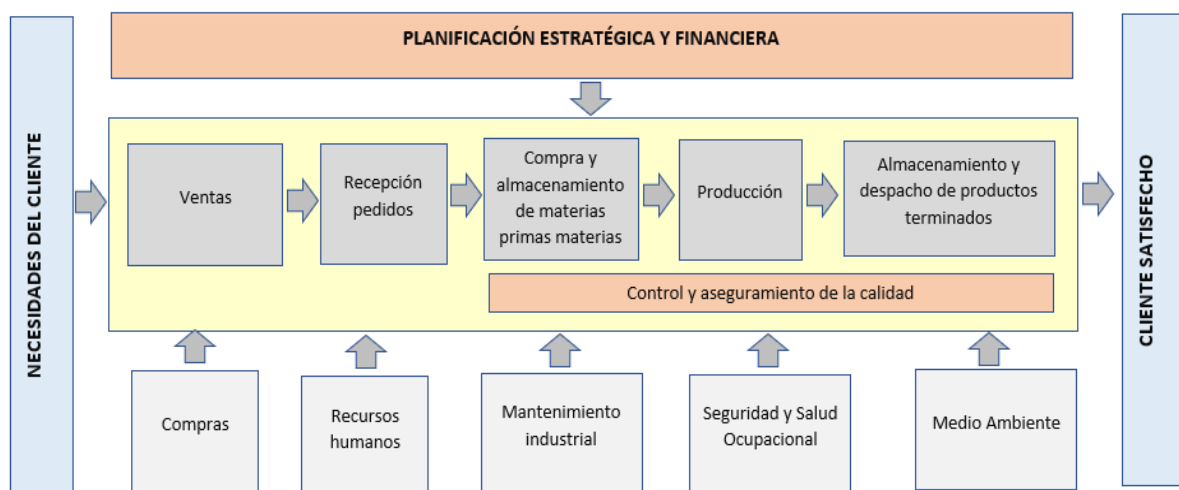 PLANIFICACIÓN ESTRATÉGICA Y FINANCIERA
NECESIDADES DEL CLIENTE
Ventas
Recepción
pedidos
Compra y
almacenamiento
de materias
primas materias
Producción
Almacenamiento y
despacho de productos
terminados
Control y aseguramiento de la calidad
CLIENTE SATISFECHO
Compras
Recursos
humanos
Mantenimiento
industrial
Seguridad y Salud
Ocupacional
Medio Ambiente